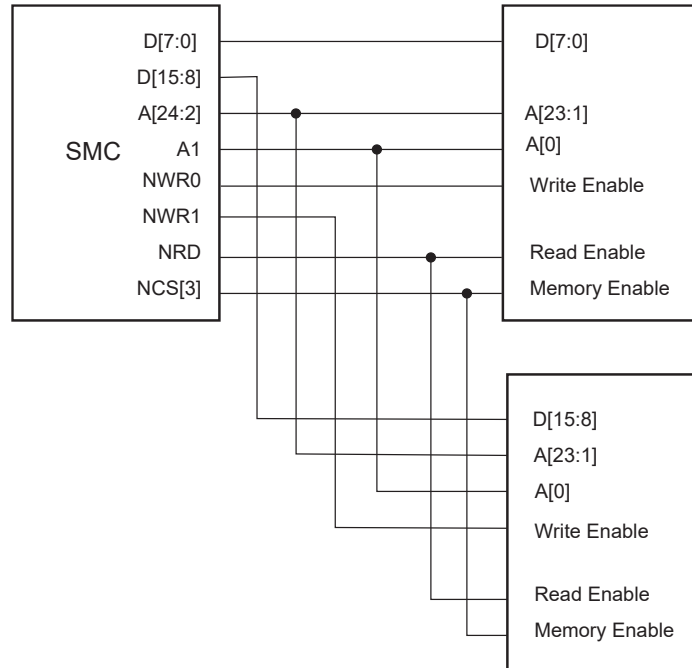 D[7:0]
D[15:8]
A[24:2]
SMC
A1
NWR0
NWR1
NRD
NCS[3]
D[7:0]
A[23:1]
A[0]
Write Enable
Read Enable
Memory Enable
D[15:8]
A[23:1]
A[0]
Write Enable
Read Enable
Memory Enable